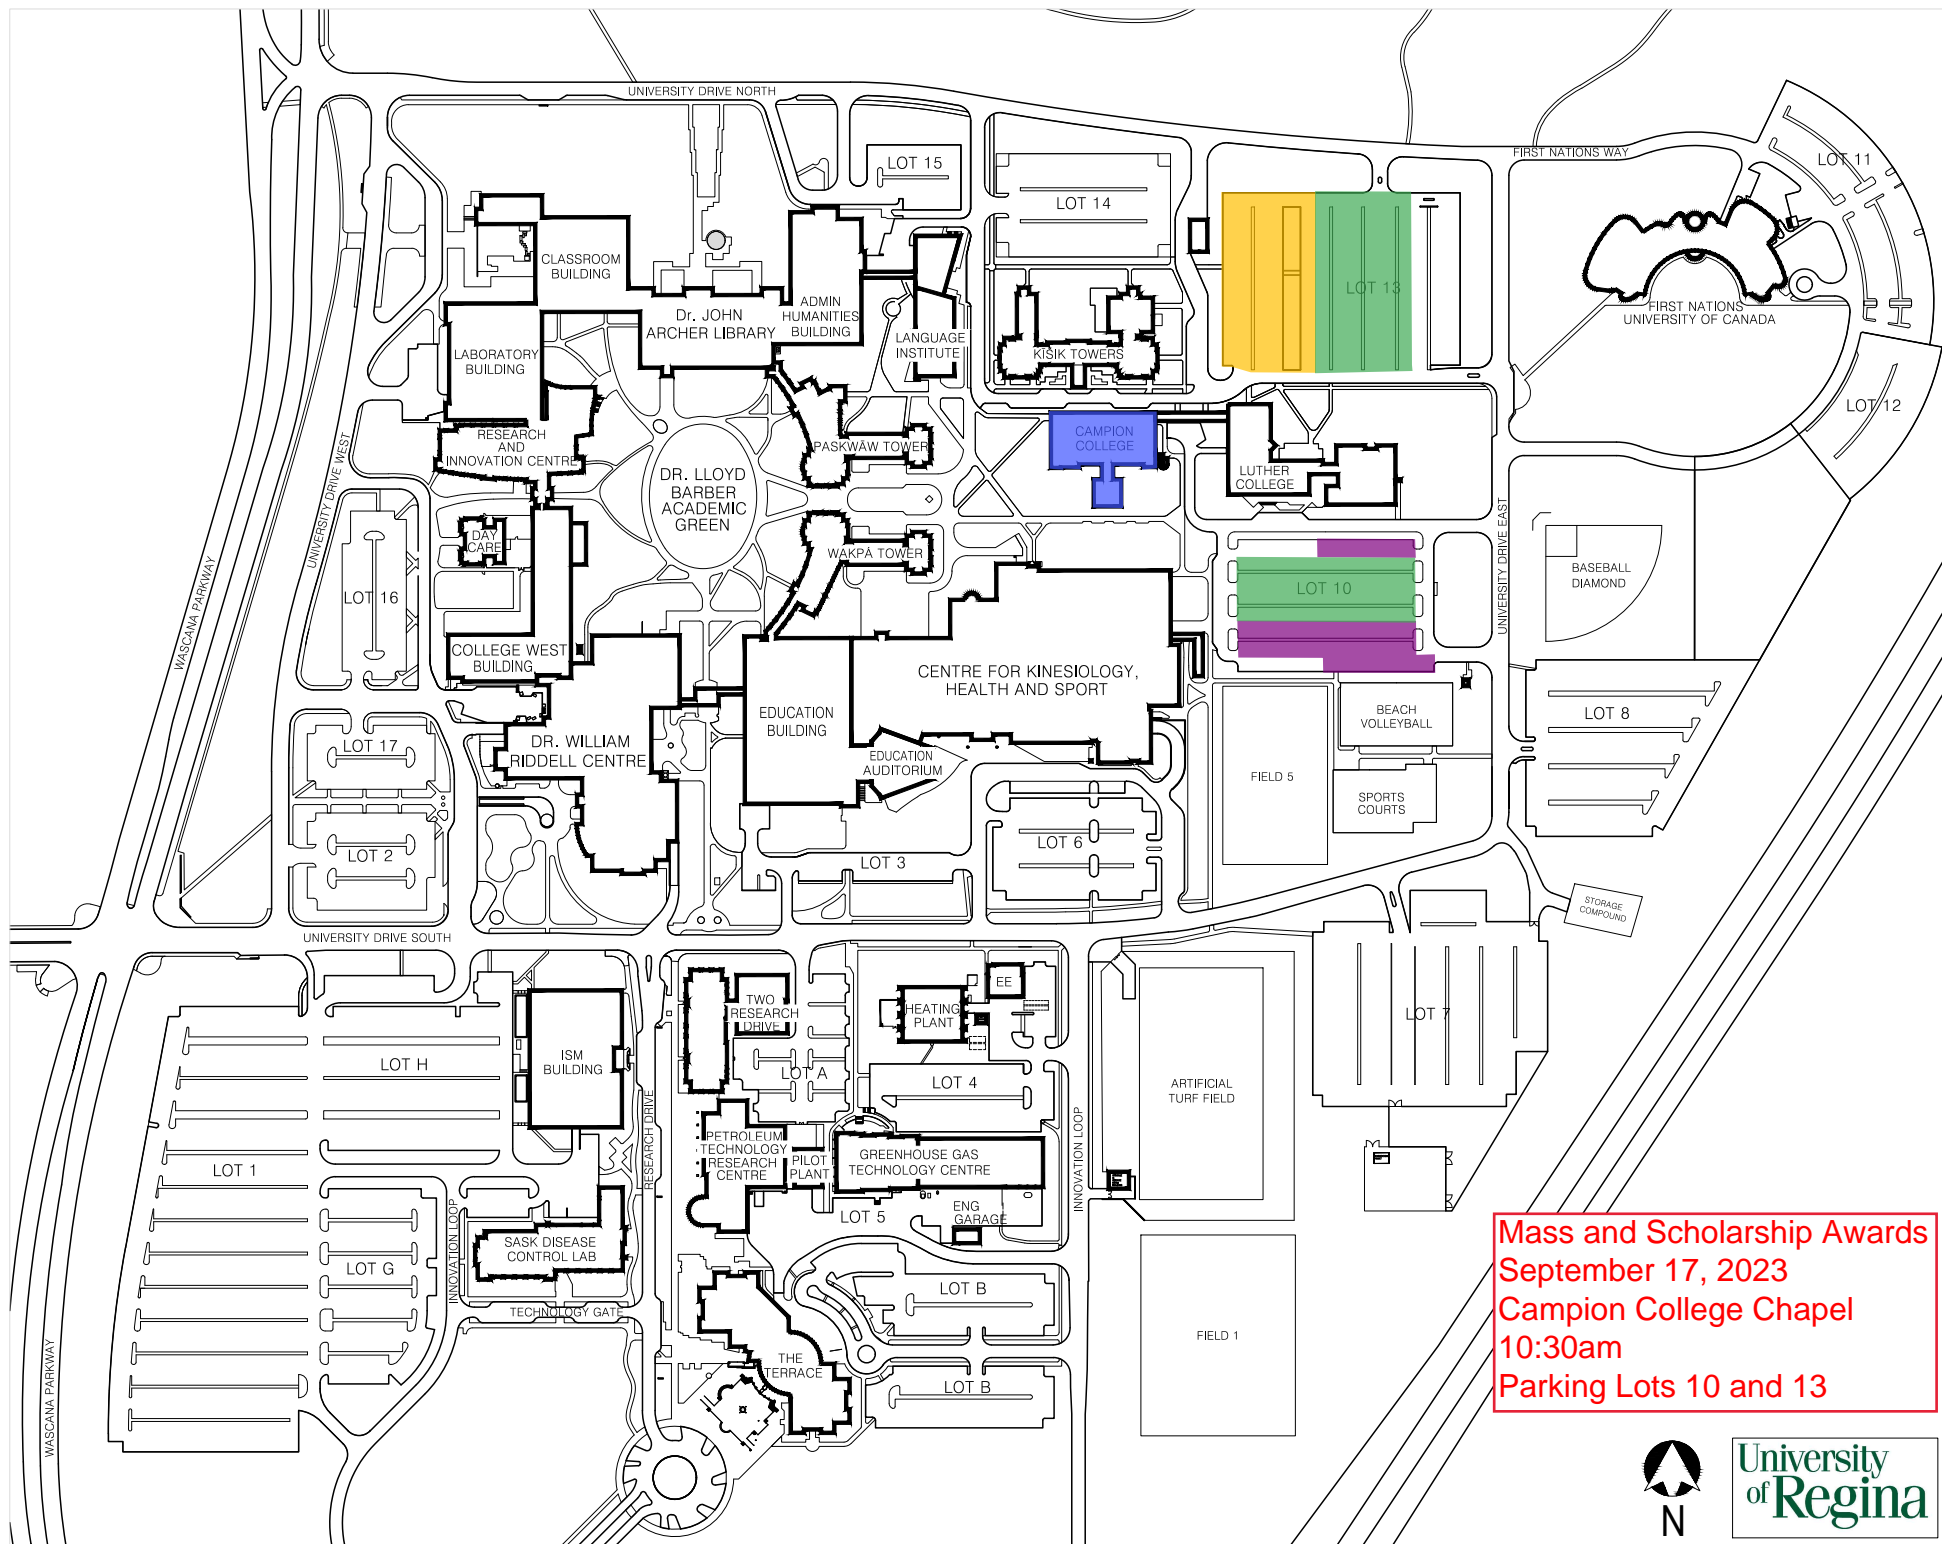 UNIVERSITY DRIVE NORTH
FIRST NATIONS WAY
LOT 11
LOT 15
LOT 14
CLASSROOM
BUILDING
LOT 13
FIRST NATIONS
UNIVERSITY OF CANADA
Dr. JOHN
ARCHER LIBRARY
ADMIN
HUMANITIES
BUILDING
LANGUAGE
INSTITUTE
KĪSIK TOWERS
LABORATORY
BUILDING
LOT 12
RESEARCH
AND
INNOVATION CENTRE
PASKWĀW TOWER
CAMPION
COLLEGE
LUTHER
COLLEGE
DR. LLOYD
BARBER
ACADEMIC
GREEN
UNIVERSITY DRIVE WEST
UNIVERSITY DRIVE EAST
DAY
CARE
WAKPÁ TOWER
BASEBALL
DIAMOND
LOT 10
LOT 16
WASCANA PARKWAY
COLLEGE WEST
BUILDING
CENTRE FOR KINESIOLOGY,
HEALTH AND SPORT
EDUCATION
BUILDING
BEACH
VOLLEYBALL
LOT 8
LOT 17
DR. WILLIAM
RIDDELL CENTRE
EDUCATION
AUDITORIUM
FIELD 5
SPORTS
COURTS
LOT 2
LOT 3
LOT 6
STORAGE
COMPOUND
UNIVERSITY DRIVE SOUTH
TWO
RESEARCH
DRIVE
HEATING
PLANT
EE
LOT 7
LOT H
ISM
BUILDING
LOT A
LOT 4
ARTIFICIAL
TURF FIELD
RESEARCH DRIVE
INNOVATION LOOP
PETROLEUM
TECHNOLOGY
RESEARCH
CENTRE
PILOT
PLANT
GREENHOUSE GAS
TECHNOLOGY CENTRE
LOT 1
LOT 5
ENG
GARAGE
INNOVATION LOOP
SASK DISEASE
CONTROL LAB
LOT G
TECHNOLOGY GATE
LOT B
THE
TERRACE
FIELD 1
LOT B
WASCANA PARKWAY
Mass and Scholarship Awards
September 17, 2023
Campion College Chapel
10:30am
Parking Lots 10 and 13
N
University
of Regina